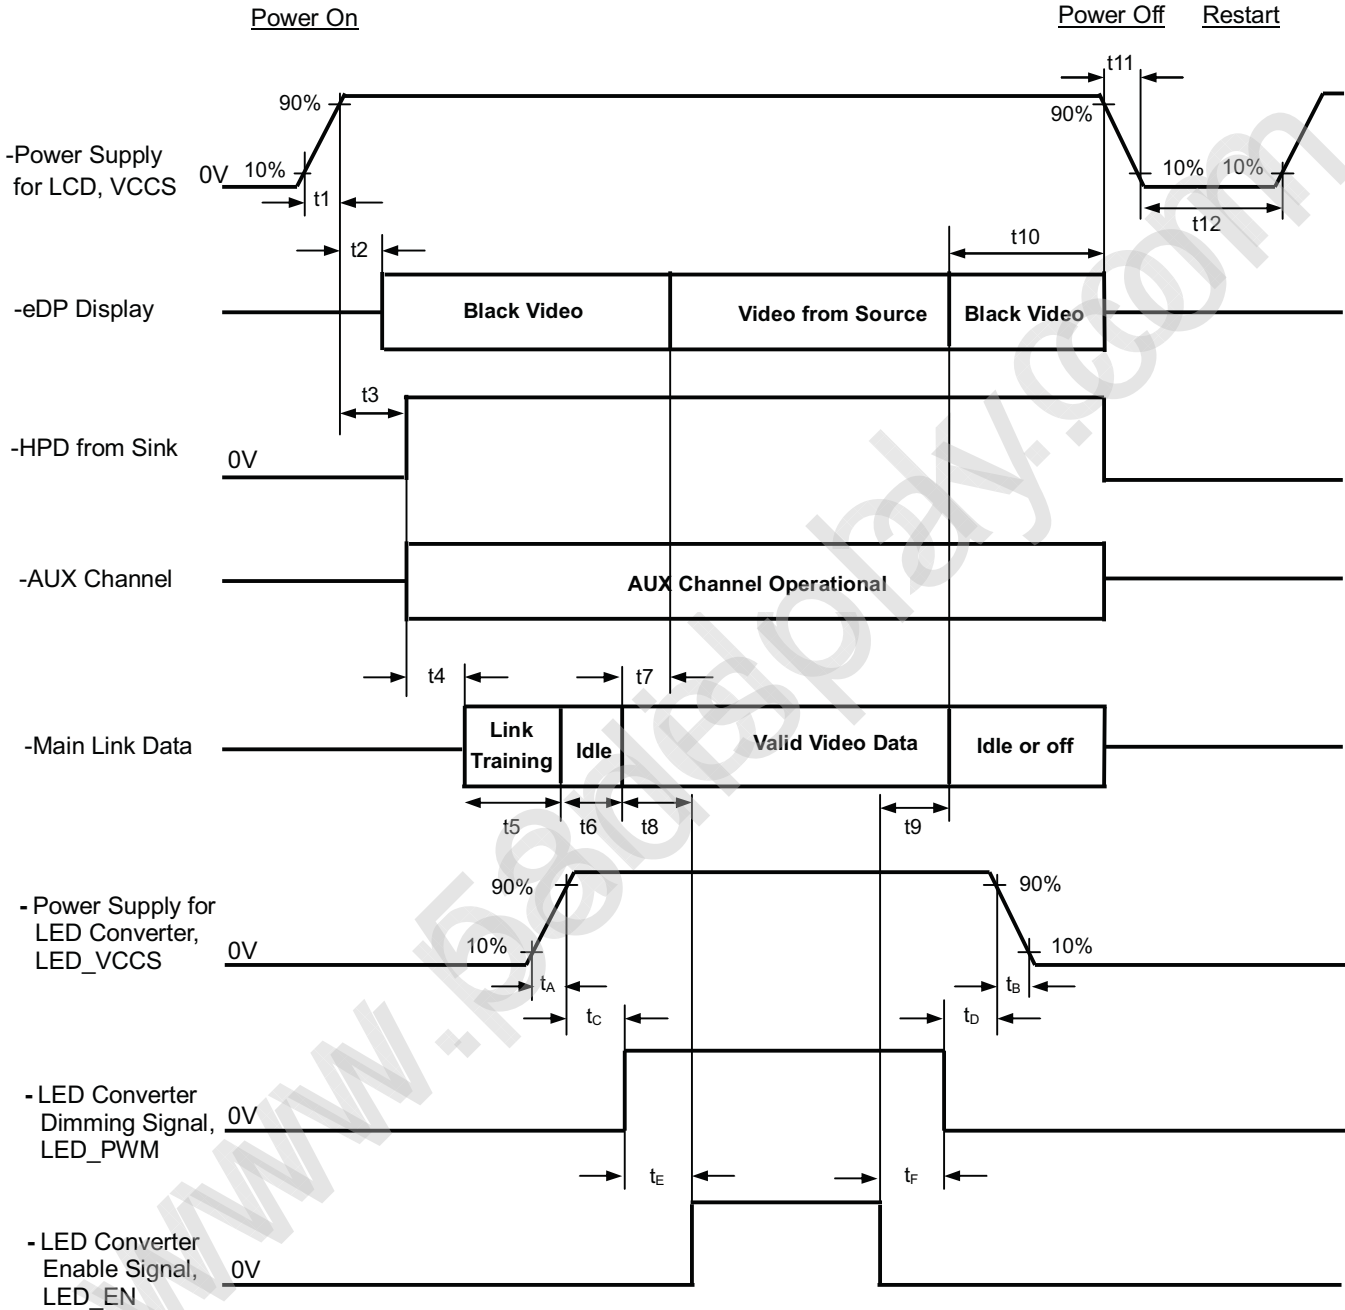 Power On
Power Off
Restart
t11
90%
90%
-Power Supply
for LCD, VCCS
0V
10%
10%
10%
t1
t12
t2
t10
-eDP Display
Black Video
Video from Source
Black Video
t3
-HPD from Sink
0V
-AUX Channel
AUX Channel Operational
t4
t7
-Main Link Data
Link
Training
Idle
Valid Video Data
Idle or off
t5
t6
t8
t9
90%
90%
- Power Supply for
LED Converter,
LED_VCCS
0V
10%
10%
tA
tB
tC
tD
- LED Converter
Dimming Signal,
LED_PWM
0V
tE
tF
- LED Converter
Enable Signal,
LED_EN
0V